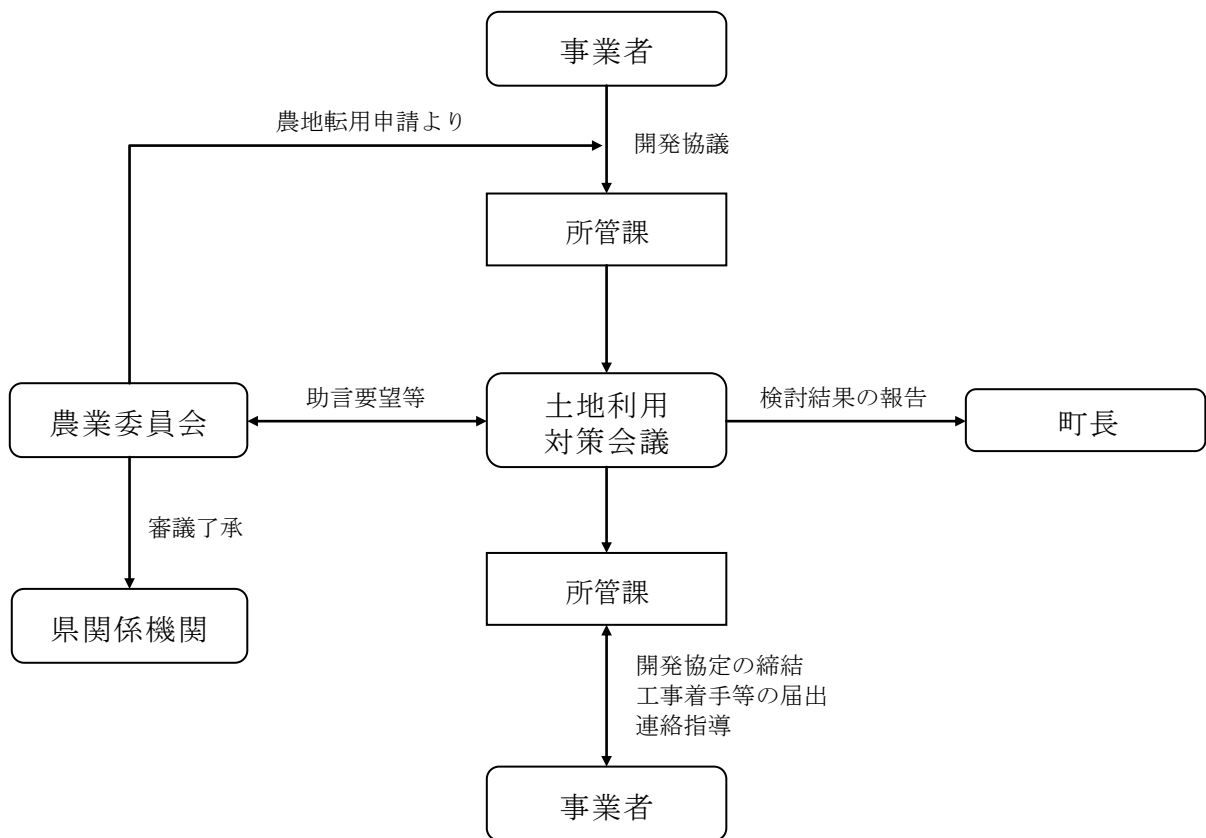 事業者
農地転用申請より
開発協議
所管課
農業委員会
助言要望等
土地利用
対策会議
検討結果の報告
町長
審議了承
所管課
県関係機関
開発協定の締結
工事着手等の届出
連絡指導
事業者